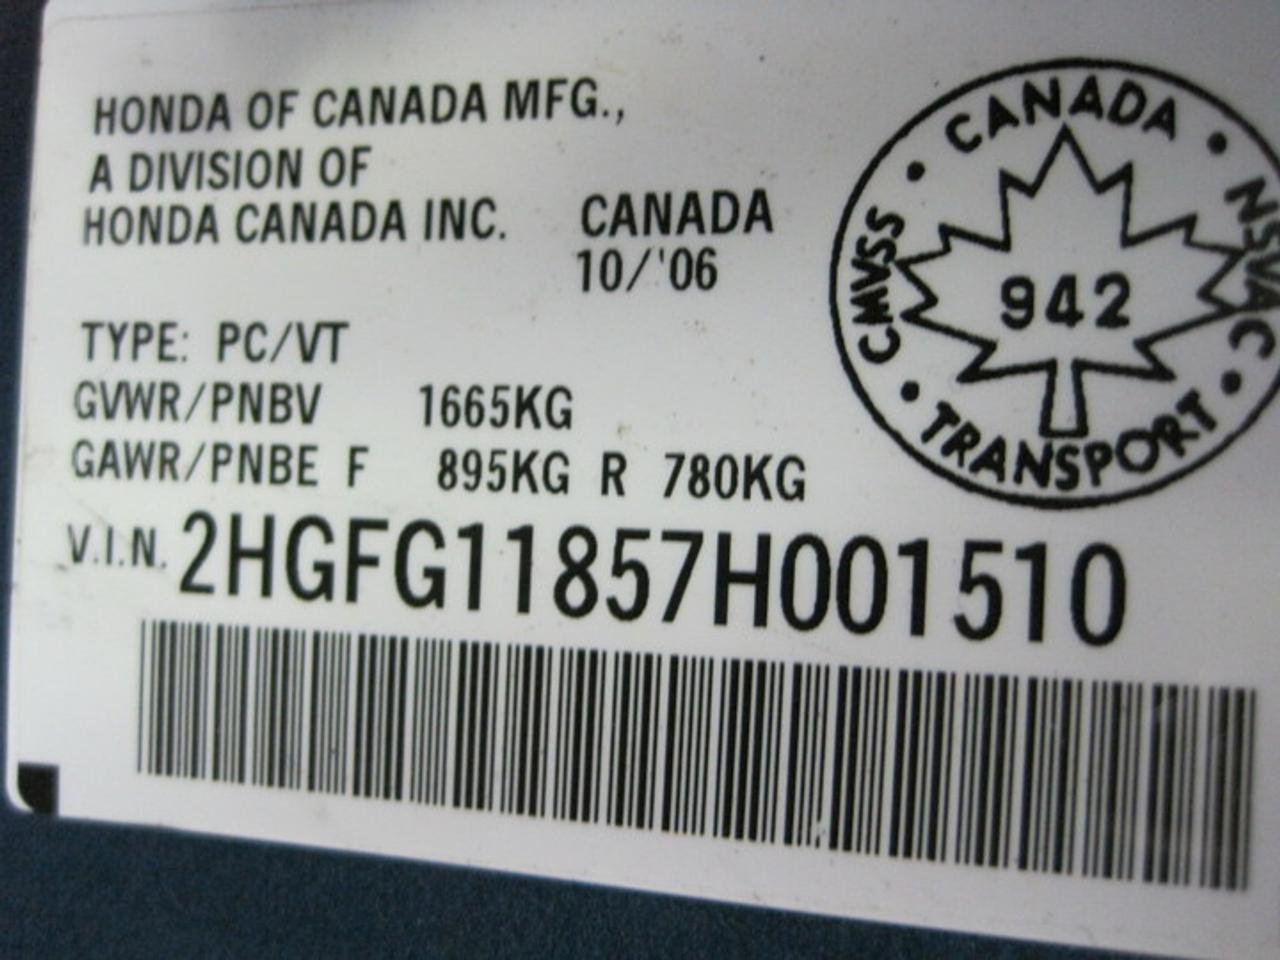 HONDA OF CANADA MFG.,
A DIVISION OF
HONDA CANADA INC. CANADA
10/'06
TYPE: PC/VT
GVWR/PNBV 1665KG
GAWR/PNBE F 895KG R 780KG
V.I.N. 2HGFG11857H001510
CANADA
NSVAC
TRANSPORT
CMVSS
942